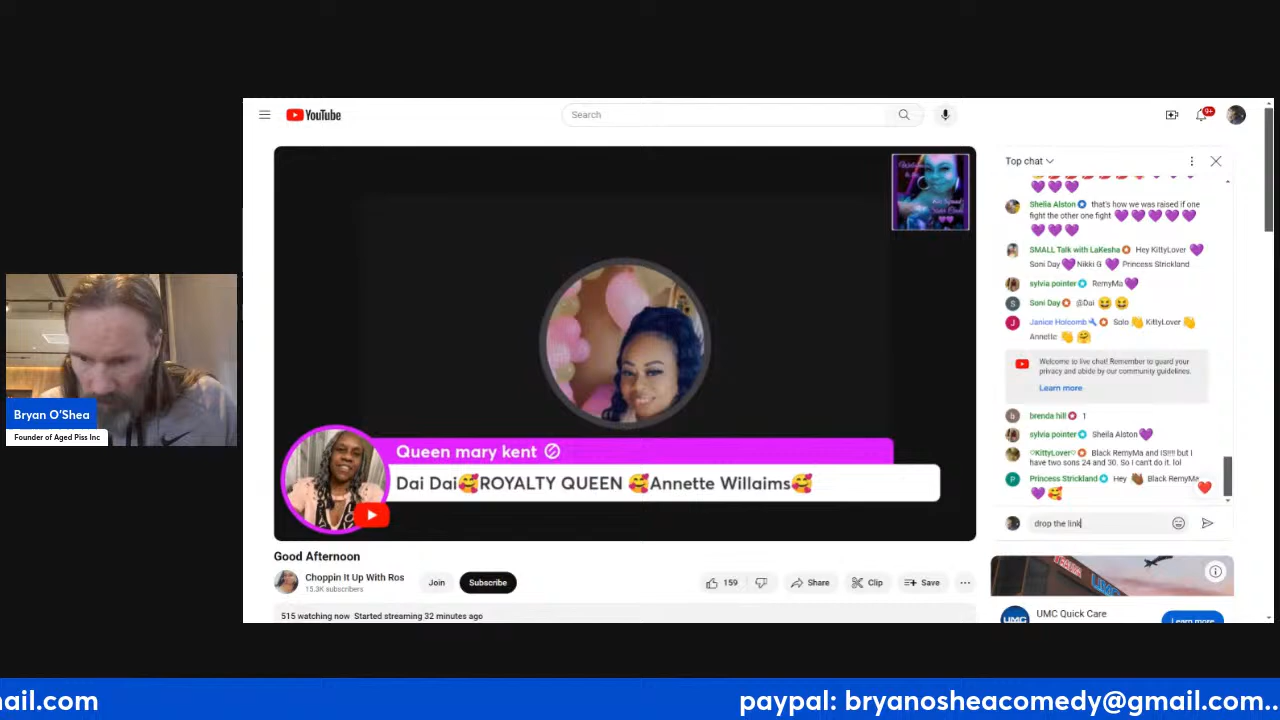 YouTube
Search
9+
Top chat
Shelia Alston that's how we was raised if one
fight the other one fight
SMALL Talk with LaKesha Hey KittyLover
Soni Day Nikki G Princess Strickland
sylvia pointer RemyMa
S Soni Day @Dai
J Janice Holcomb Solo KittyLover
Annette
Welcome to live chat! Remember to guard your
privacy and abide by our community guidelines.
Learn more
b brenda hill 1
sylvia pointer Shelia Alston
♡KittyLover♡ Black RemyMa and IS!!!! but I
have two sons 24 and 30. So I can't do it. lol
P Princess Strickland Hey Black RemyMa
drop the link
Bryan O'Shea
Founder of Aged Piss Inc
Queen mary kent
Dai Dai🥰ROYALTY QUEEN 🥰Annette Willaims🥰
Good Afternoon
Choppin It Up With Ros
15.3K subscribers
Join
Subscribe
159
Share
Clip
Save
515 watching now Started streaming 32 minutes ago
UMC
UMC Quick Care
Learn more
ail.com
paypal: bryanosheacomedy@gmail.com..